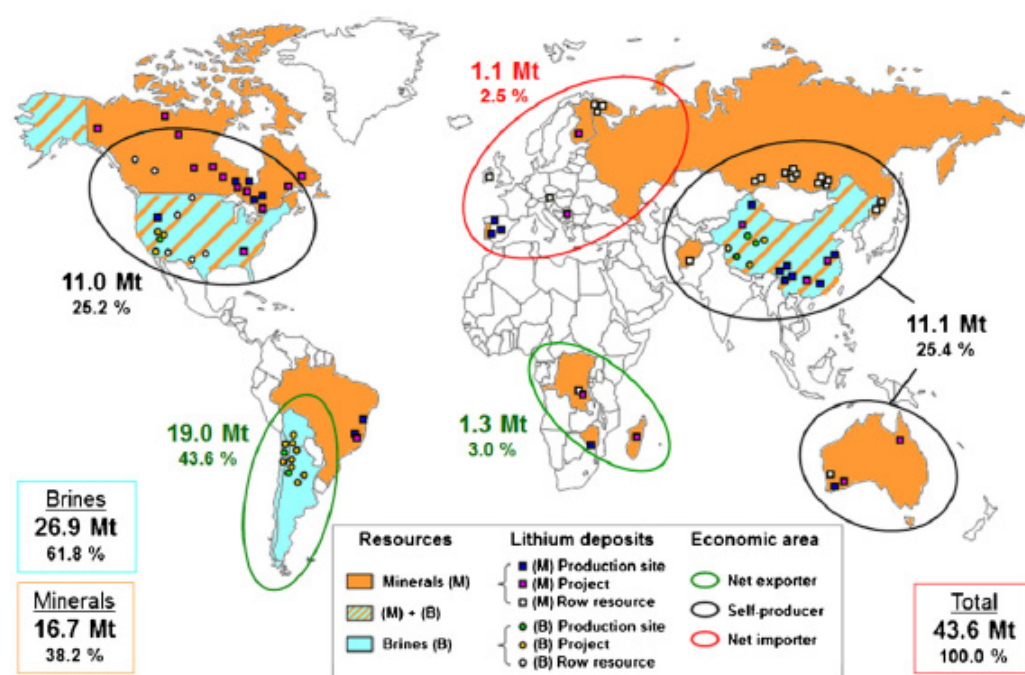 1.1 Mt
2.5 %
11.0 Mt
25.2 %
11.1 Mt
25.4 %
19.0 Mt
43.6 %
1.3 Mt
3.0 %
Brines
26.9 Mt
61.8 %
Minerals
16.7 Mt
38.2 %
Resources
Minerals (M)
(M) + (B)
Brines (B)
Lithium deposits
(M) Production site
(M) Project
(M) Row resource
(B) Production site
(B) Project
(B) Row resource
Economic area
Net exporter
Self-producer
Net importer
Total
43.6 Mt
100.0 %